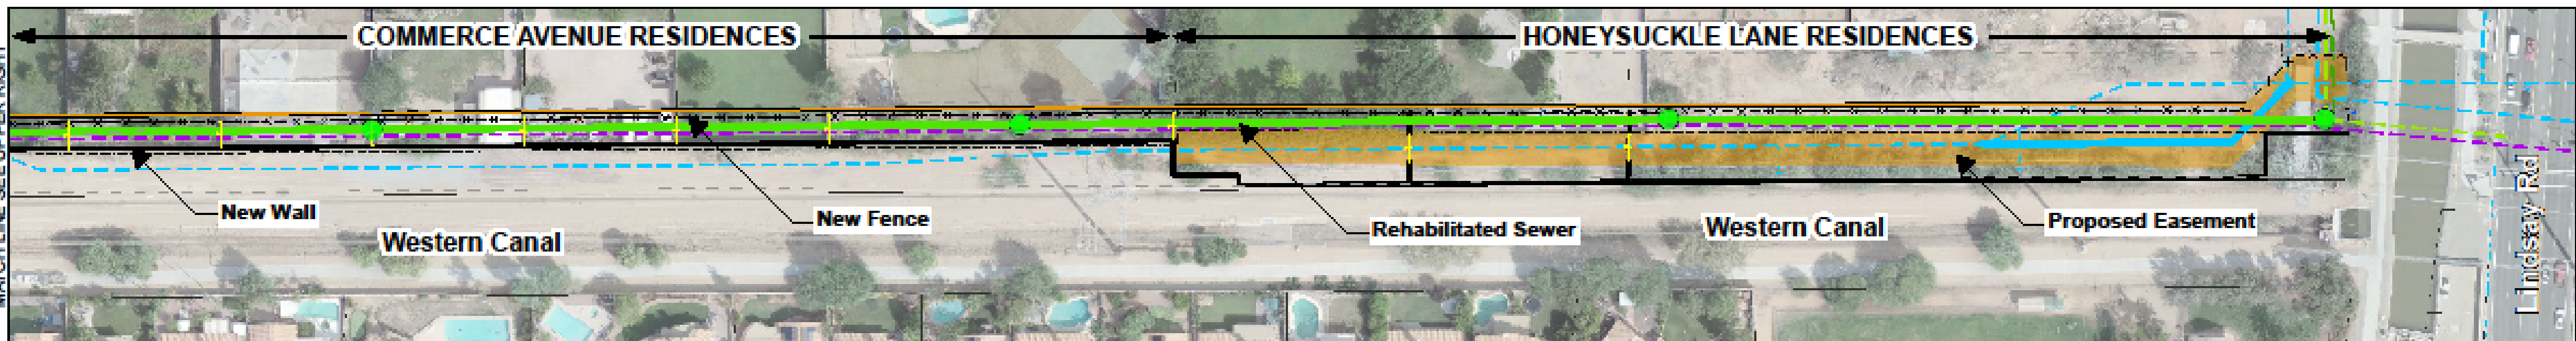 COMMERCE AVENUE RESIDENCES
HONEYSUCKLE LANE RESIDENCES
New Wall
New Fence
Rehabilitated Sewer
Proposed Easement
Western Canal
Western Canal
Lindsay Rd